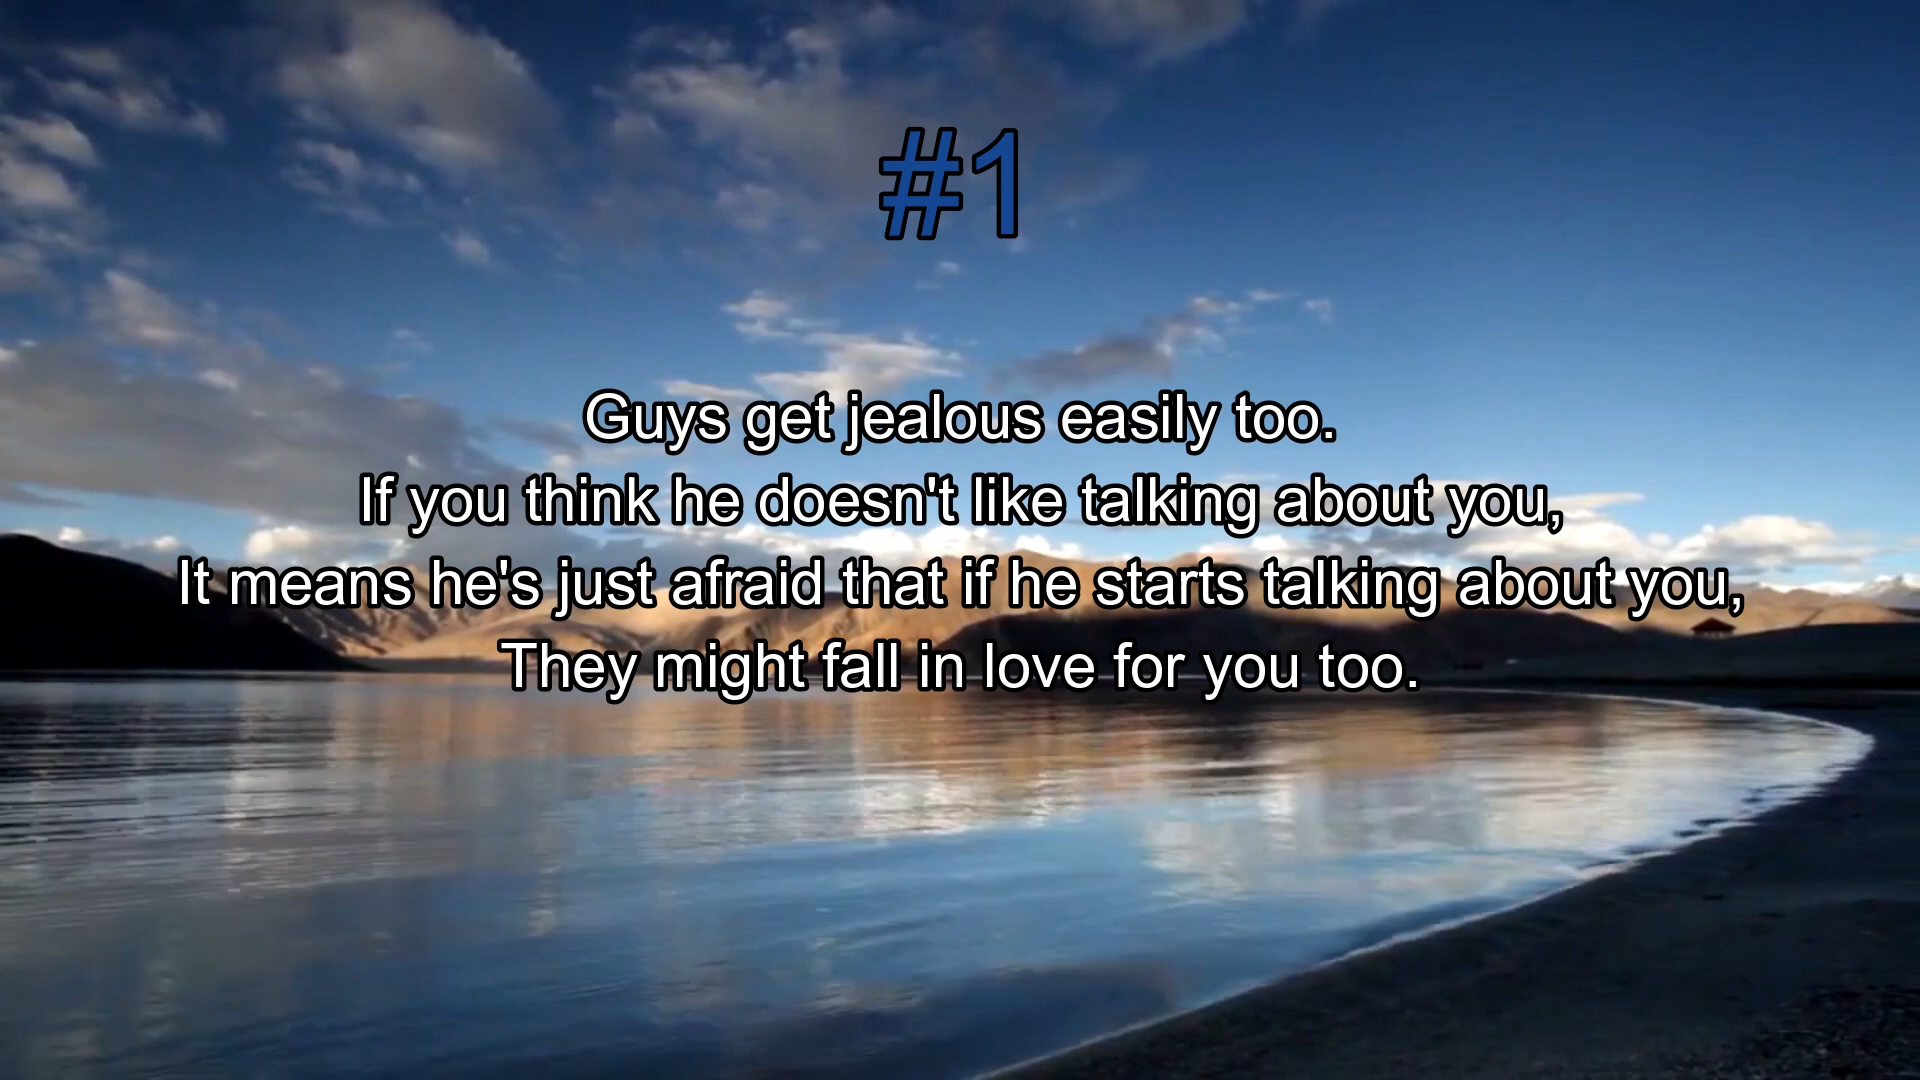 #1
Guys get jealous easily too.
If you think he doesn't like talking about you,
It means he's just afraid that if he starts talking about you,
They might fall in love for you too.